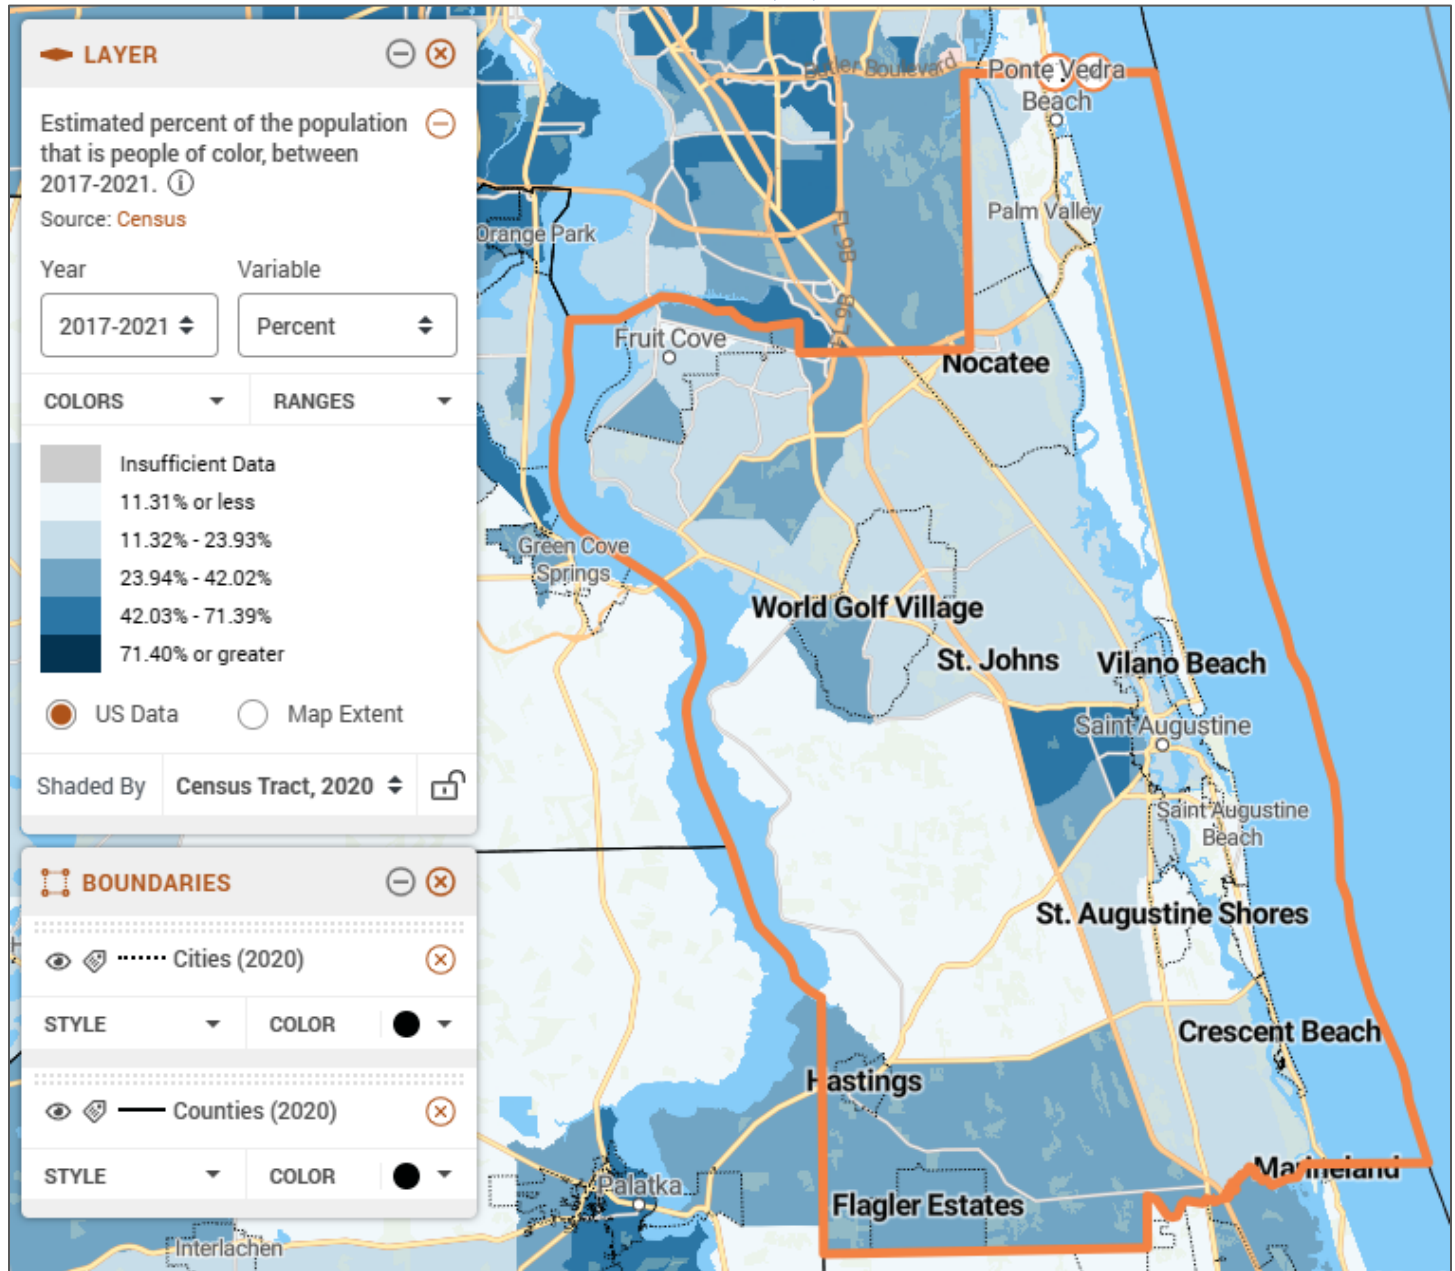 LAYER
Estimated percent of the population
that is people of color, between
2017-2021.
Source: Census
Year Variable
2017-2021 Percent
COLORS RANGES
Insufficient Data
11.31% or less
11.32% - 23.93%
23.94% - 42.02%
42.03% - 71.39%
71.40% or greater
US Data Map Extent
Shaded By Census Tract, 2020
BOUNDARIES
Cities (2020)
STYLE COLOR
Counties (2020)
STYLE COLOR
Butler Boulevard
Ponte Vedra
Beach
Orange Park
Palm Valley
FL 9B
Fruit Cove
Nocatee
Green Cove
Springs
World Golf Village
St. Johns
Vilano Beach
Saint Augustine
Saint Augustine
Beach
St. Augustine Shores
Crescent Beach
Hastings
Marineland
Palatka
Flagler Estates
Interlachen